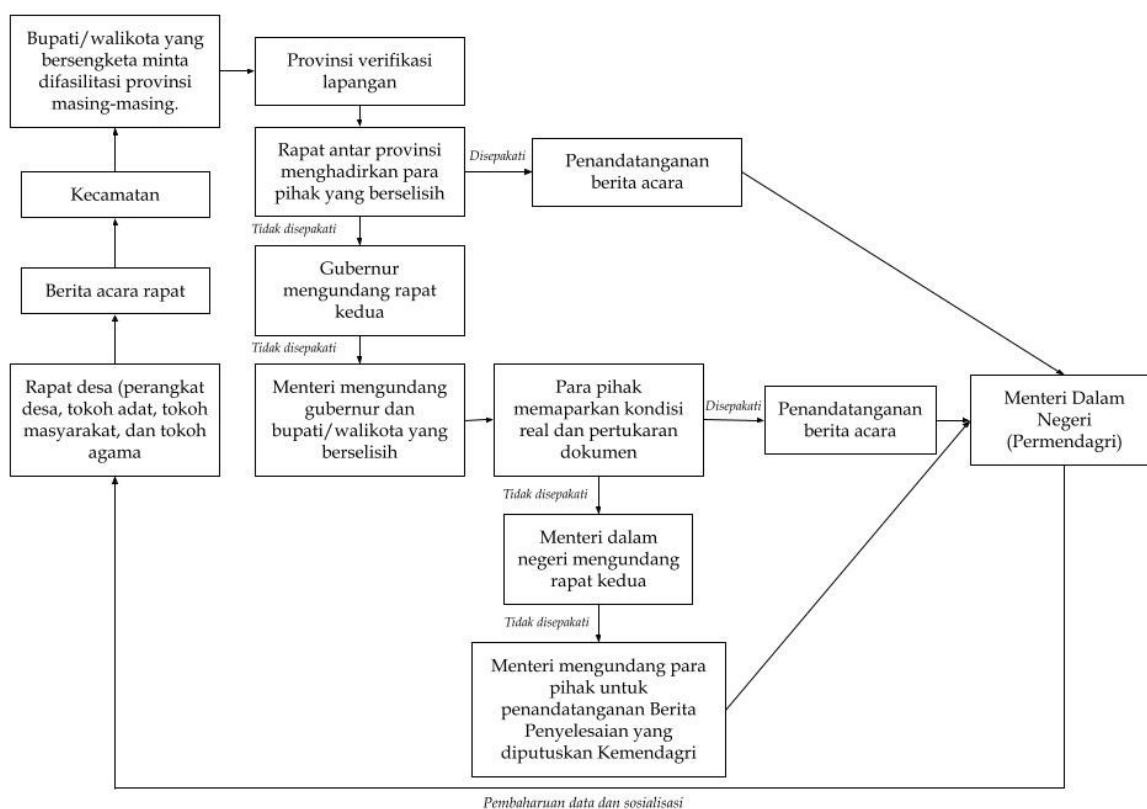 Bupati/walikota yang
bersengketa minta
difasilitasi provinsi
masing-masing.
Provinsi verifikasi
lapangan
Rapat antar provinsi
menghadirkan para
pihak yang berselisih
Disepakati
Penandatanganan
berita acara
Kecamatan
Tidak disepakati
Gubernur
mengundang rapat
kedua
Berita acara rapat
Tidak disepakati
Rapat desa (perangkat
desa, tokoh adat, tokoh
masyarakat, dan tokoh
agama
Menteri mengundang
gubernur dan
bupati/walikota yang
berselisih
Para pihak
memaparkan kondisi
real dan pertukaran
dokumen
Disepakati
Penandatanganan
berita acara
Menteri Dalam
Negeri
(Permendagri)
Tidak disepakati
Menteri dalam
negeri mengundang
rapat kedua
Tidak disepakati
Menteri mengundang para
pihak untuk
penandatanganan Berita
Penyelesaian yang
diputuskan Kemendagri
Pembaharuan data dan sosialisasi